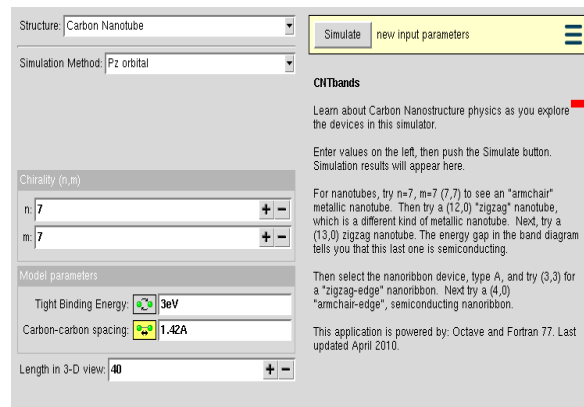 Structure: Carbon Nanotube
Simulation Method: Pz orbital
Chirality (n,m)
n: 7
m: 7
Model parameters
Tight Binding Energy: 3eV
Carbon-carbon spacing: 1.42A
Length in 3-D view: 40
Simulate new input parameters
CNTbands
Learn about Carbon Nanostructure physics as you explore
the devices in this simulator.
Enter values on the left, then push the Simulate button.
Simulation results will appear here.
For nanotubes, try n=7, m=7 (7,7) to see an "armchair"
metallic nanotube. Then try a (12,0) "zigzag" nanotube,
which is a different kind of metallic nanotube. Next, try a
(13,0) zigzag nanotube. The energy gap in the band diagram
tells you that this last one is semiconducting.
Then select the nanoribbon device, type A, and try (3,3) for
a "zigzag-edge" nanoribbon. Next try a (4,0)
"armchair-edge", semiconducting nanoribbon.
This application is powered by: Octave and Fortran 77. Last
updated April 2010.